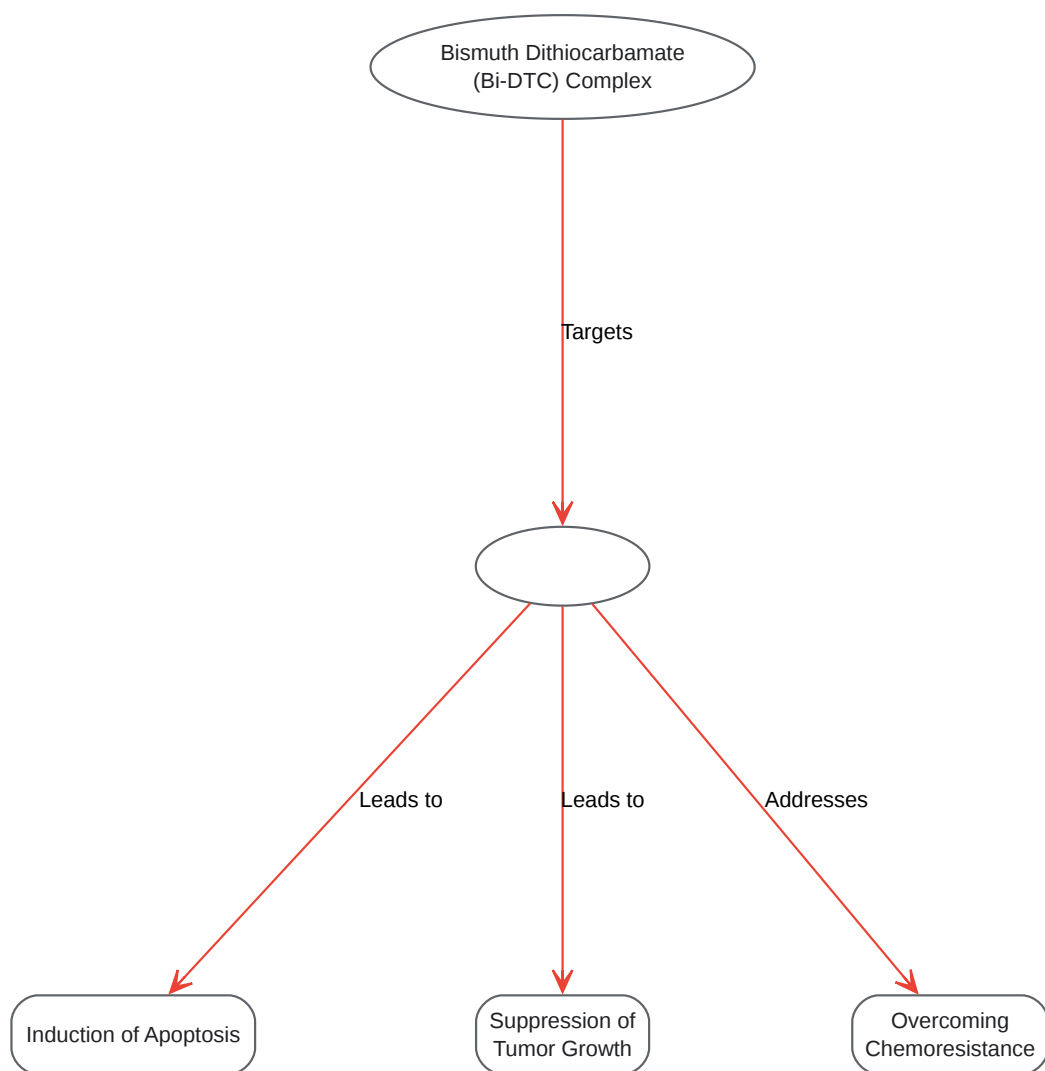 Bismuth Dithiocarbamate
(Bi-DTC) Complex
Targets
Leads to
Leads to
Addresses
Induction of Apoptosis
Suppression of
Tumor Growth
Overcoming
Chemoresistance